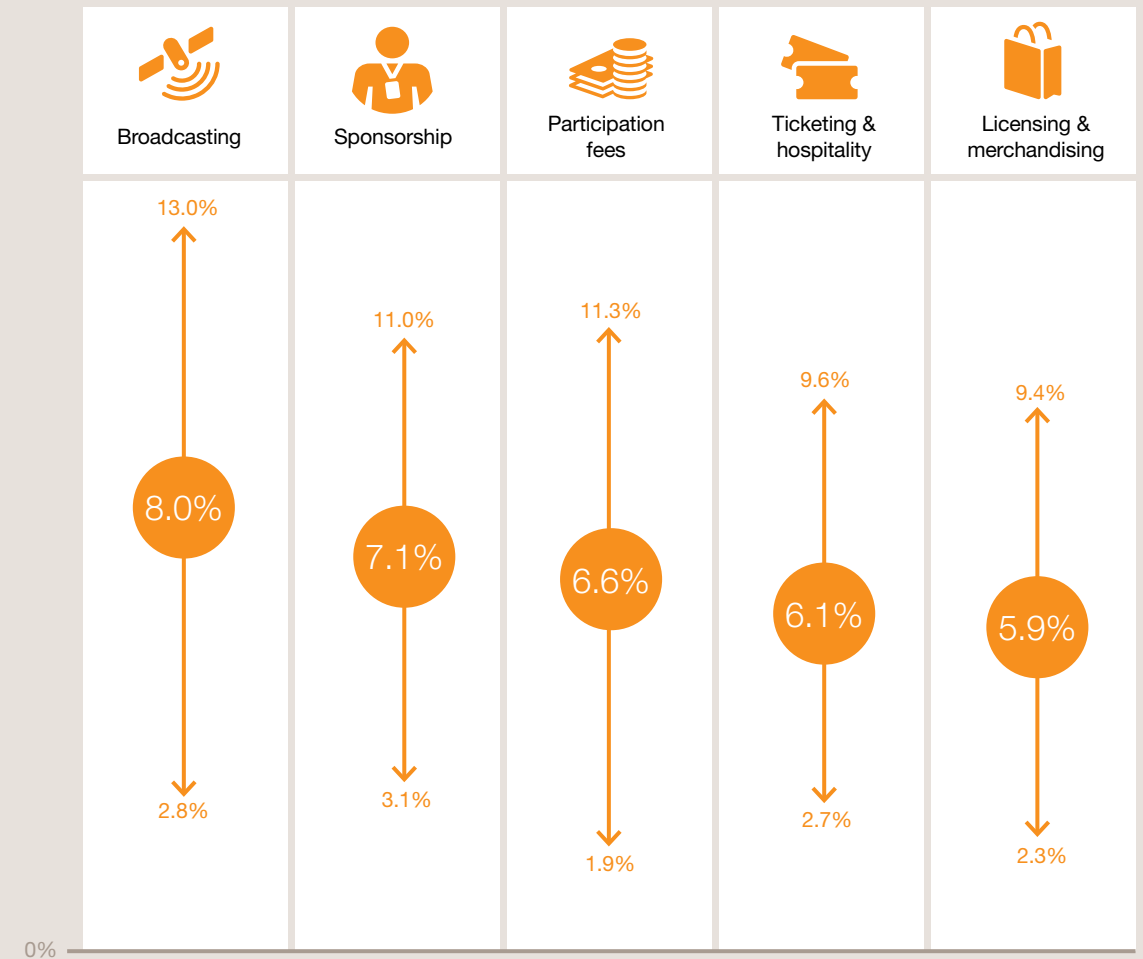 Broadcasting
Sponsorship
Participation
fees
Ticketing &
hospitality
Licensing &
merchandising
13.0%
8.0%
2.8%
11.0%
7.1%
3.1%
11.3%
6.6%
1.9%
9.6%
6.1%
2.7%
9.4%
5.9%
2.3%
0%